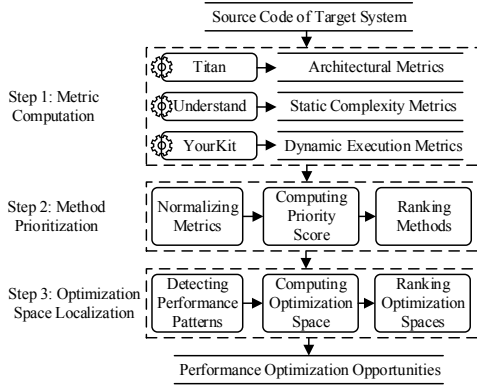 Source Code of Target System
Step 1: Metric
Computation
Titan
Architectural Metrics
Understand
Static Complexity Metrics
YourKit
Dynamic Execution Metrics
Step 2: Method
Prioritization
Normalizing
Metrics
Computing
Priority
Score
Ranking
Methods
Step 3: Optimization
Space Localization
Detecting
Performance
Patterns
Computing
Optimization
Space
Ranking
Optimization
Spaces
Performance Optimization Opportunities